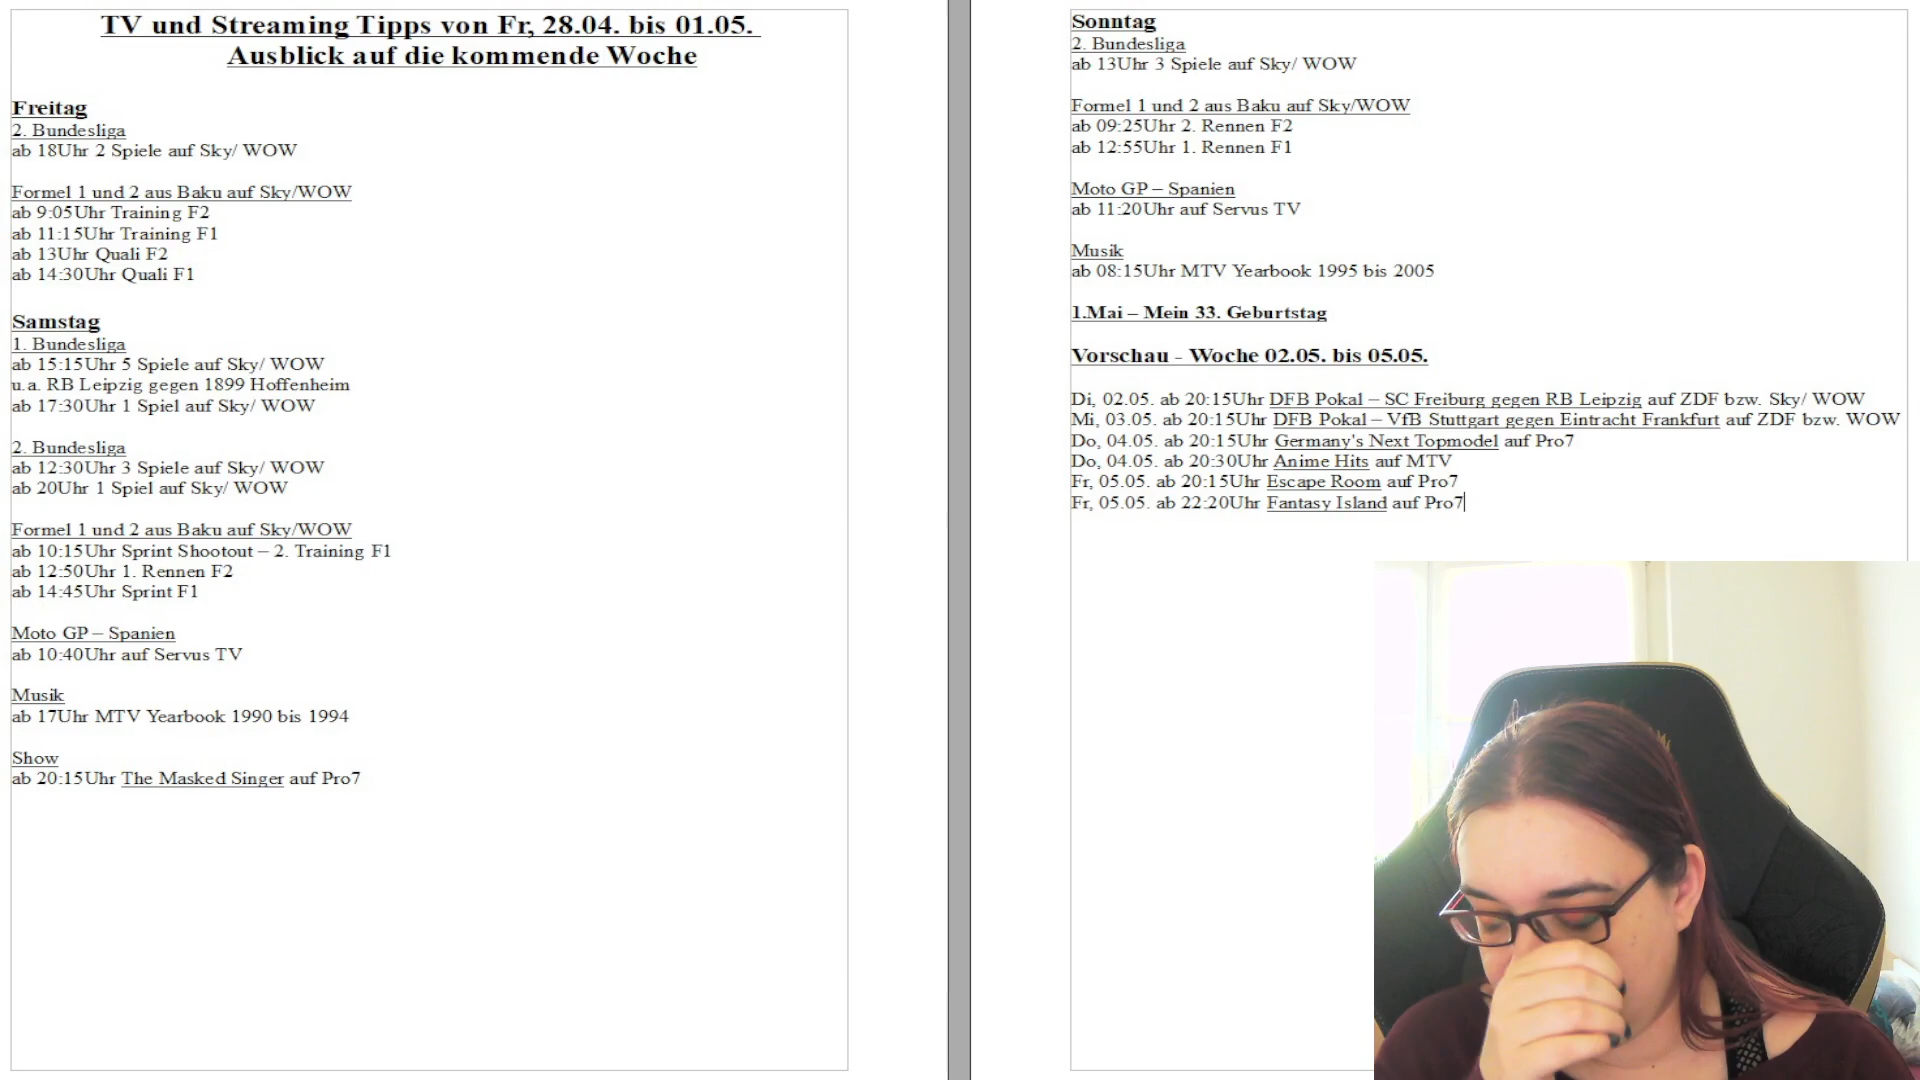 TV und Streaming Tipps von Fr, 28.04. bis 01.05.
Ausblick auf die kommende Woche
Freitag
2. Bundesliga
ab 18Uhr 2 Spiele auf Sky/ WOW
Formel 1 und 2 aus Baku auf Sky/WOW
ab 9:05Uhr Training F2
ab 11:15Uhr Training F1
ab 13Uhr Quali F2
ab 14:30Uhr Quali F1
Samstag
1. Bundesliga
ab 15:15Uhr 5 Spiele auf Sky/ WOW
u.a. RB Leipzig gegen 1899 Hoffenheim
ab 17:30Uhr 1 Spiel auf Sky/ WOW
2. Bundesliga
ab 12:30Uhr 3 Spiele auf Sky/ WOW
ab 20Uhr 1 Spiel auf Sky/ WOW
Formel 1 und 2 aus Baku auf Sky/WOW
ab 10:15Uhr Sprint Shootout – 2. Training F1
ab 12:50Uhr 1. Rennen F2
ab 14:45Uhr Sprint F1
Moto GP – Spanien
ab 10:40Uhr auf Servus TV
Musik
ab 17Uhr MTV Yearbook 1990 bis 1994
Show
ab 20:15Uhr The Masked Singer auf Pro7
Sonntag
2. Bundesliga
ab 13Uhr 3 Spiele auf Sky/ WOW
Formel 1 und 2 aus Baku auf Sky/WOW
ab 09:25Uhr 2. Rennen F2
ab 12:55Uhr 1. Rennen F1
Moto GP – Spanien
ab 11:20Uhr auf Servus TV
Musik
ab 08:15Uhr MTV Yearbook 1995 bis 2005
1.Mai – Mein 33. Geburtstag
Vorschau - Woche 02.05. bis 05.05.
Di, 02.05. ab 20:15Uhr DFB Pokal – SC Freiburg gegen RB Leipzig auf ZDF bzw. Sky/ WOW
Mi, 03.05. ab 20:15Uhr DFB Pokal – VfB Stuttgart gegen Eintracht Frankfurt auf ZDF bzw. WOW
Do, 04.05. ab 20:15Uhr Germany's Next Topmodel auf Pro7
Do, 04.05. ab 20:30Uhr Anime Hits auf MTV
Fr, 05.05. ab 20:15Uhr Escape Room auf Pro7
Fr, 05.05. ab 22:20Uhr Fantasy Island auf Pro7